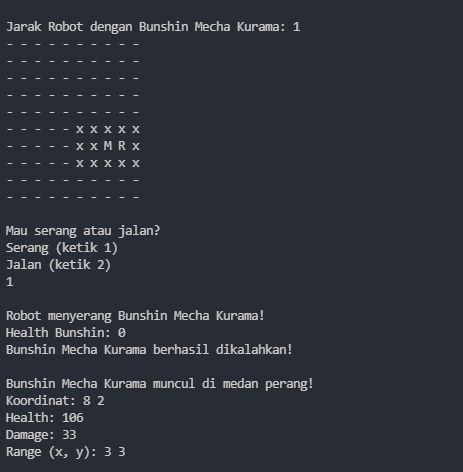 Jarak Robot dengan Bunshin Mecha Kurama: 1
- - - - - - - - - -
- - - - - - - - - -
- - - - - - - - - -
- - - - - - - - - -
- - - - - - - - - -
- - - - - x x x x x
- - - - - x x M R x
- - - - - x x x x x
- - - - - - - - - -
- - - - - - - - - -
Mau serang atau jalan?
Serang (ketik 1)
Jalan (ketik 2)
1
Robot menyerang Bunshin Mecha Kurama!
Health Bunshin: 0
Bunshin Mecha Kurama berhasil dikalahkan!
Bunshin Mecha Kurama muncul di medan perang!
Koordinat: 8 2
Health: 106
Damage: 33
Range (x, y): 3 3